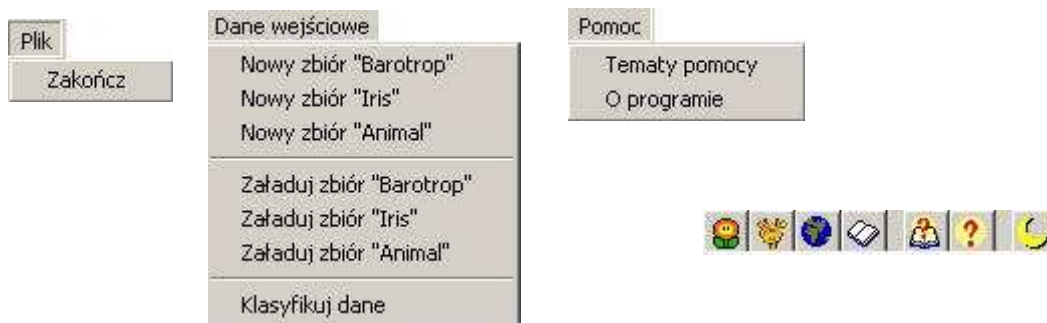 Plik
Zakończ
Dane wejściowe
Nowy zbiór "Barotrop"
Nowy zbiór "Iris"
Nowy zbiór "Animal"
Załaduj zbiór "Barotrop"
Załaduj zbiór "Iris"
Załaduj zbiór "Animal"
Klasyfikuj dane
Pomoc
Tematy pomocy
O programie